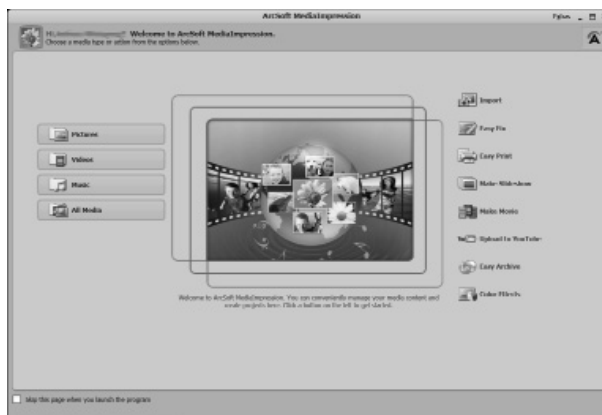 ArcSoft MediaImpression
Welcome to ArcSoft MediaImpression.
Choose a media type or action from the options below.
Pictures
Videos
Music
All Media
Import
Easy Fix
Easy Print
Make Slideshow
Make Movie
Upload to YouTube
Easy Archive
Color Effects
Welcome to ArcSoft MediaImpression. You can conveniently manage your media content and
create projects here. Click a button on the left to get started.
Skip this page when you launch the program